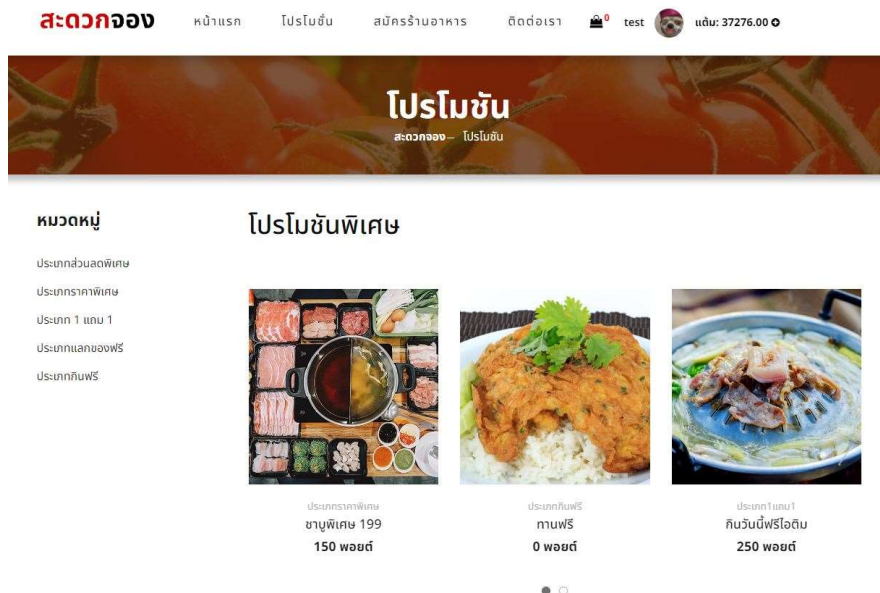 สะดวกจอง หน้าแรก โปรโมชั่น สมัครร้านอาหาร ติดต่อเรา 0 test แต้ม: 37276.00
โปรโมชัน
สะดวกจอง— โปรโมชัน
หมวดหมู่
โปรโมชันพิเศษ
ประเภทส่วนลดพิเศษ
ประเภทราคาพิเศษ
ประเภท 1 แถม 1
ประเภทแลกของฟรี
ประเภทกินฟรี
ประเภทราคาพิเศษ
ชาบูพิเศษ 199
150 พอยต์
ประเภทกินฟรี
ทานฟรี
0 พอยต์
ประเภท1แถม1
กินวันนี้ฟรีไอติม
250 พอยต์